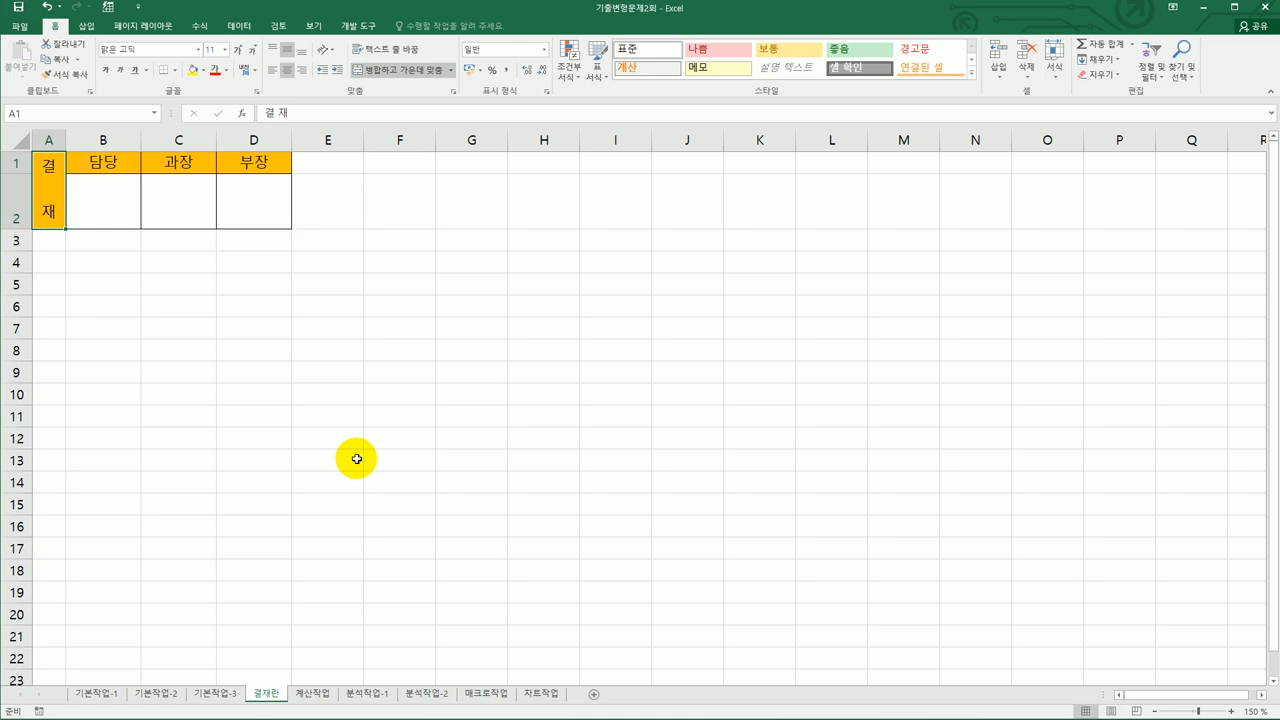 기출변형문제2회 - Excel
파일 홈 삽입 페이지 레이아웃 수식 데이터 검토 보기 개발 도구 수행할 작업을 알려 주세요. 공유
붙여넣기 잘라내기 복사 서식 복사 클립보드
맑은 고딕 11 가 가 가 가 가 가 글꼴
텍스트 줄 바꿈 병합하고 가운데 맞춤 맞춤
일반 % , 표시 형식
조건부 서식 표 서식
표준 나쁨 보통 좋음 경고문
계산 메모 설명 텍스트 셀 확인 연결된 셀
스타일
삽입 삭제 서식 셀
자동 합계 채우기 지우기 정렬 및 필터 찾기 및 선택 편집
A1 fx 결 재
A B C D E F G H I J K L M N O P Q R
1 결 담당 과장 부장
2 재
3
4
5
6
7
8
9
10
11
12
13
14
15
16
17
18
19
20
21
22
23
기본작업-1 기본작업-2 기본작업-3 결재란 계산작업 분석작업-1 분석작업-2 매크로작업 차트작업
준비 150 %